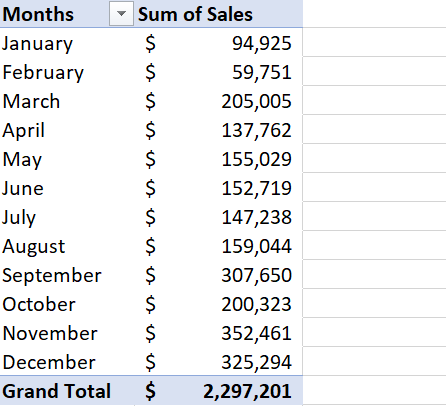 Months Sum of Sales
January $ 94,925
February $ 59,751
March $ 205,005
April $ 137,762
May $ 155,029
June $ 152,719
July $ 147,238
August $ 159,044
September $ 307,650
October $ 200,323
November $ 352,461
December $ 325,294
Grand Total $ 2,297,201